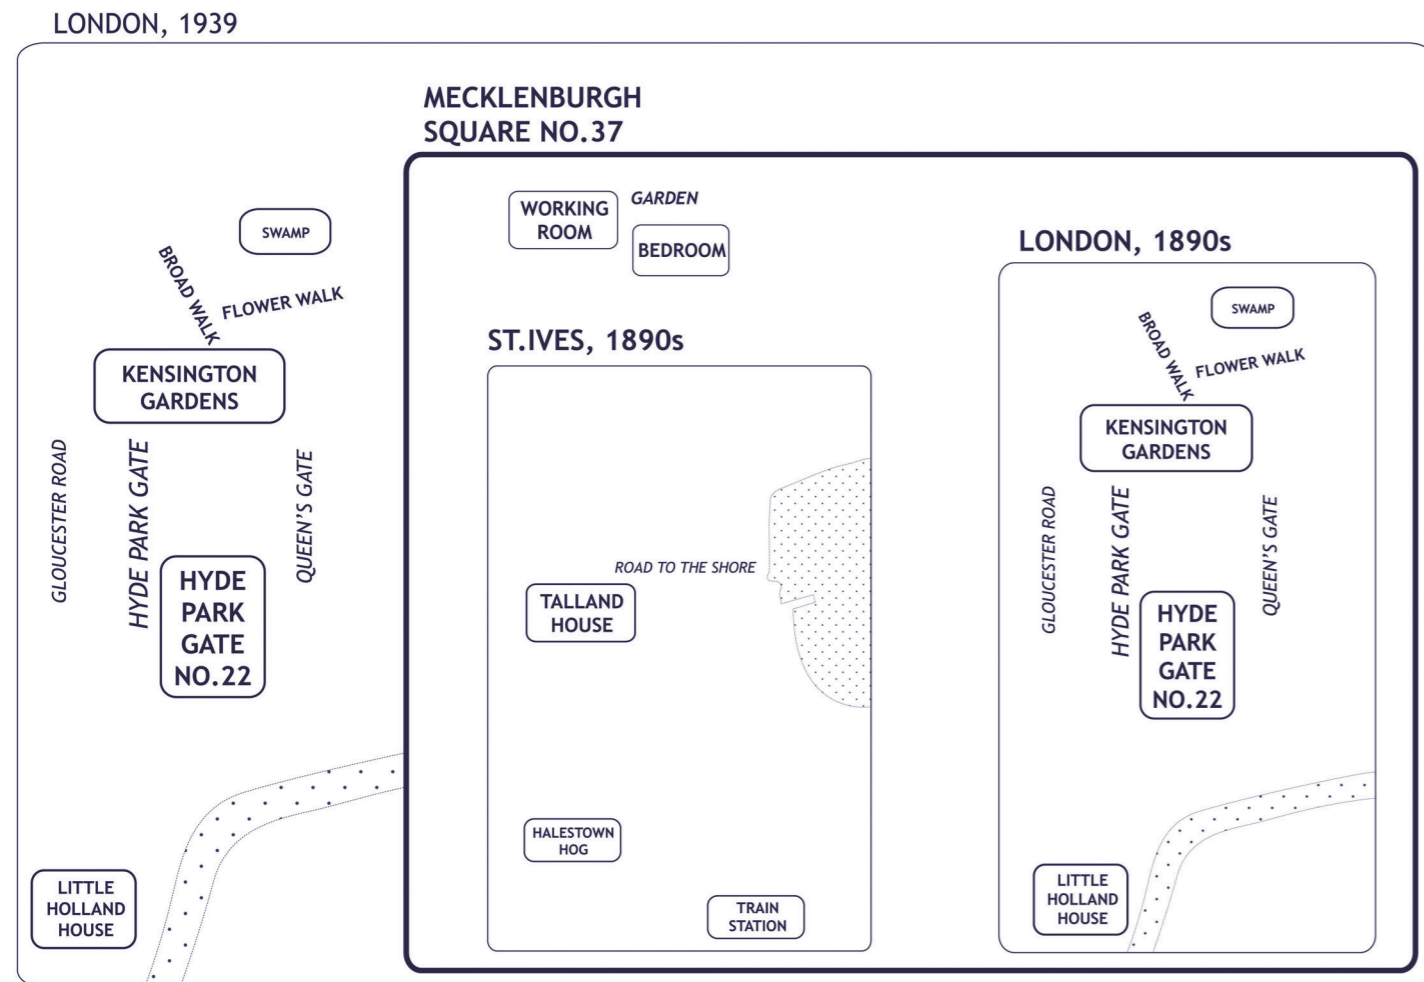 LONDON, 1939
MECKLENBURGH
SQUARE NO.37
SWAMP
BROAD WALK
FLOWER WALK
KENSINGTON
GARDENS
GLOUCESTER ROAD
HYDE PARK GATE
QUEEN'S GATE
HYDE
PARK
GATE
NO.22
LITTLE
HOLLAND
HOUSE
WORKING
ROOM
GARDEN
BEDROOM
ST.IVES, 1890s
ROAD TO THE SHORE
TALLAND
HOUSE
HALESTOWN
HOG
TRAIN
STATION
LONDON, 1890s
SWAMP
BROAD WALK
FLOWER WALK
KENSINGTON
GARDENS
GLOUCESTER ROAD
HYDE PARK GATE
QUEEN'S GATE
HYDE
PARK
GATE
NO.22
LITTLE
HOLLAND
HOUSE